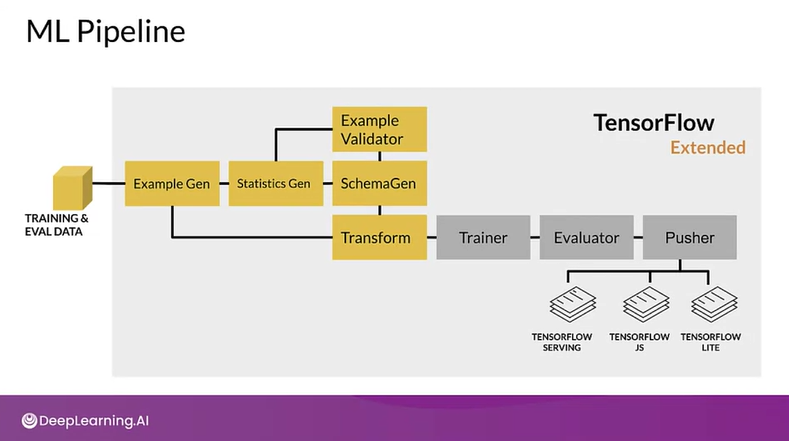 ML Pipeline
TensorFlow
Extended
Example
Validator
Example Gen
Statistics Gen
SchemaGen
TRAINING &
EVAL DATA
Transform
Trainer
Evaluator
Pusher
TENSORFLOW
SERVING
TENSORFLOW
JS
TENSORFLOW
LITE
DeepLearning.AI